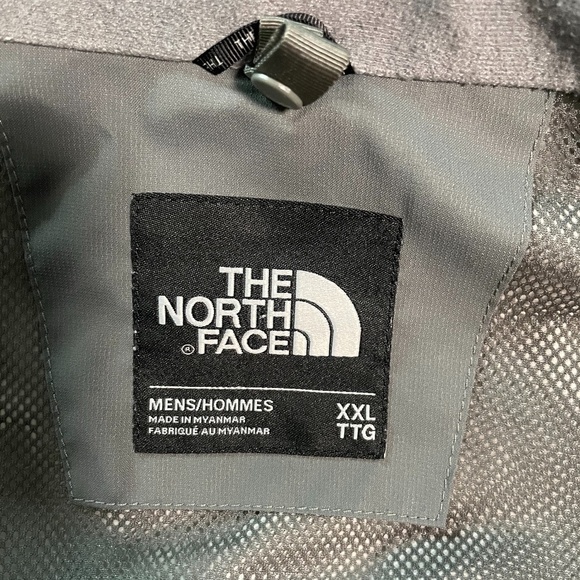 THE
NORTH
FACE
®
MENS/HOMMES
MADE IN MYANMAR
FABRIQUÉ AU MYANMAR
XXL
TTG